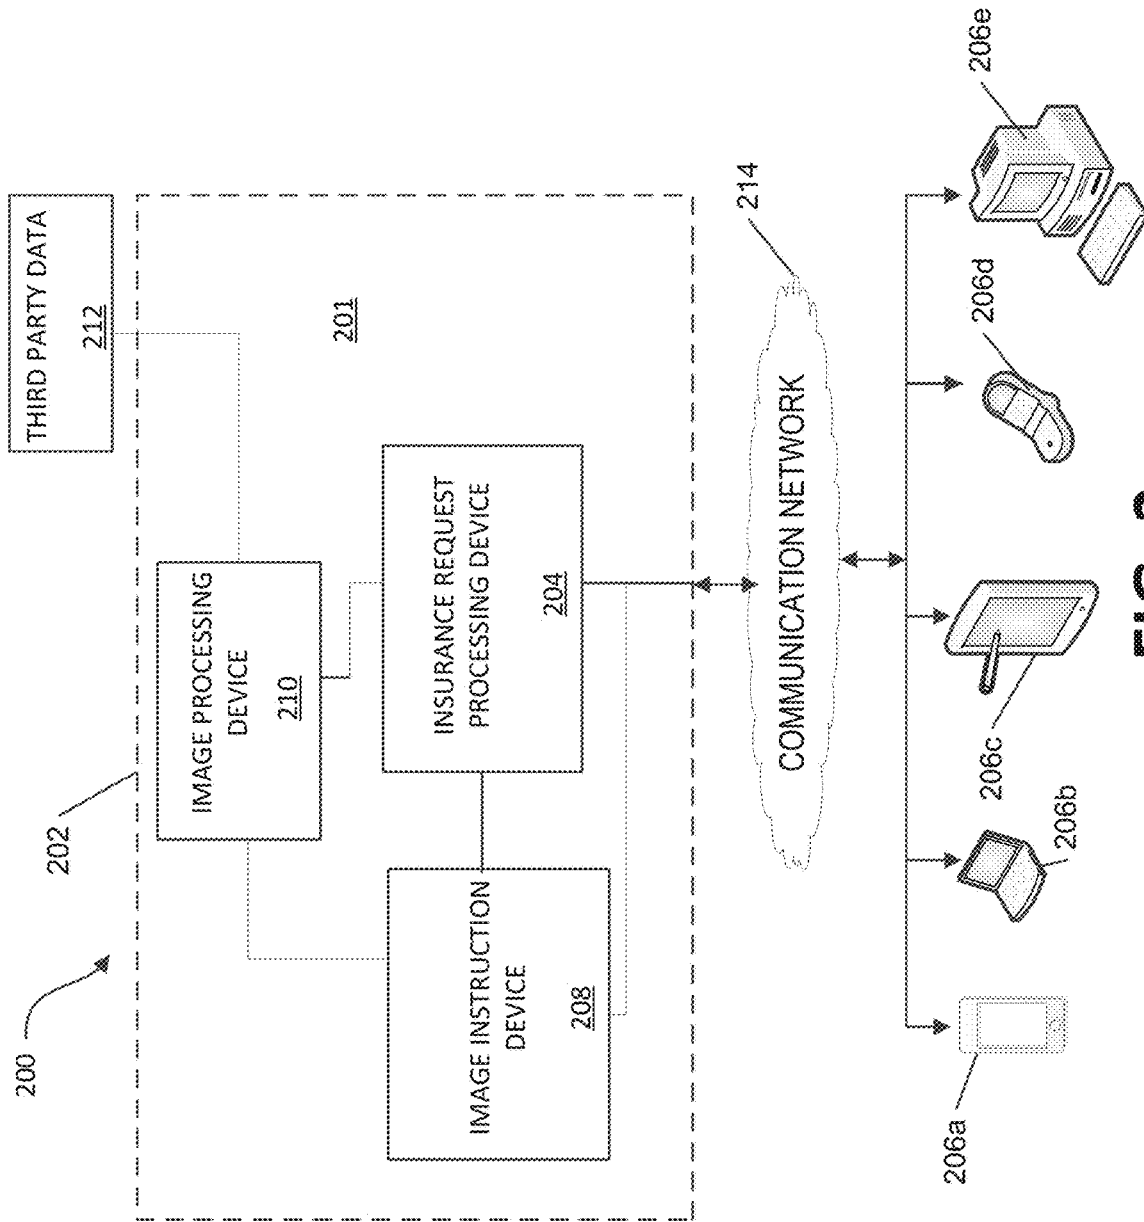 200
202
THIRD PARTY DATA
212
IMAGE PROCESSING
DEVICE
210
201
IMAGE INSTRUCTION
DEVICE
208
INSURANCE REQUEST
PROCESSING DEVICE
204
214
COMMUNICATION NETWORK
206a
206b
206c
206d
206e